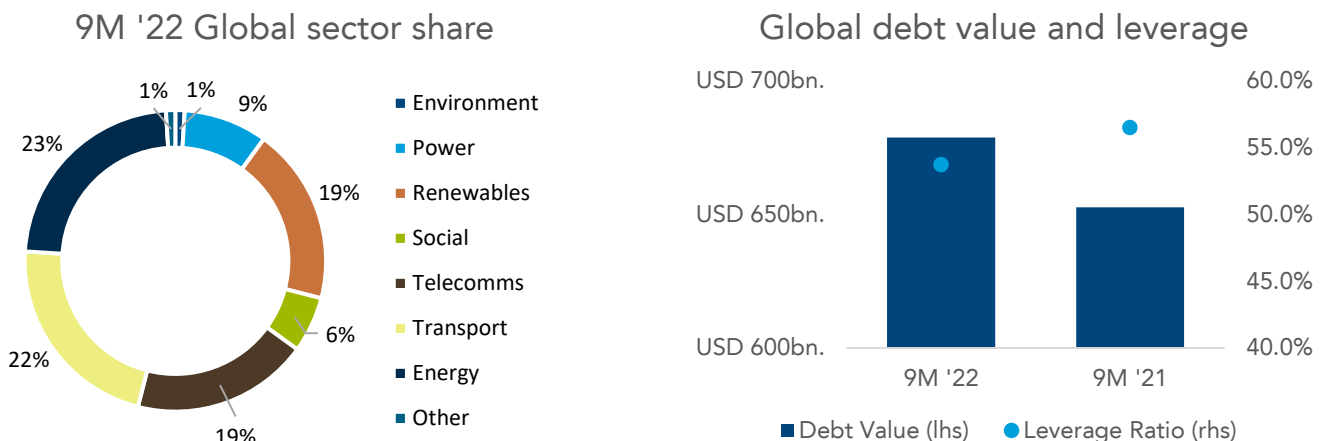 9M '22 Global sector share
1%
1%
9%
23%
19%
6%
22%
19%
Environment
Power
Renewables
Social
Telecomms
Transport
Energy
Other
Global debt value and leverage
USD 700bn.
60.0%
55.0%
USD 650bn.
50.0%
45.0%
USD 600bn.
40.0%
9M '22
9M '21
Debt Value (lhs)
Leverage Ratio (rhs)